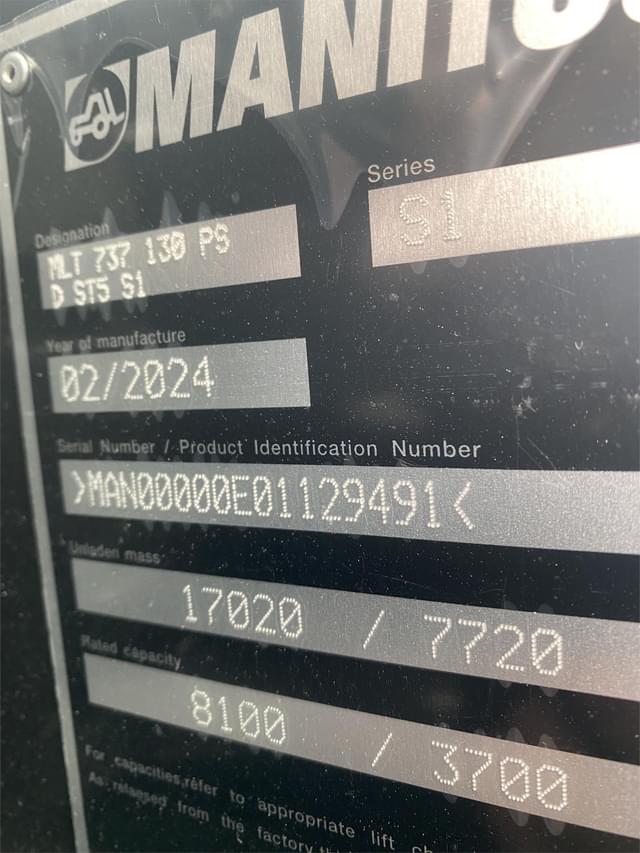 MANITO
Series
S1
Designation
MLT 737 130 PS
D ST5 S1
Year of manufacture
02/2024
Serial Number / Product Identification Number
>MAN00000E01129491<
Unladen mass
17020 / 7720
Rated capacity
8100 / 3700
For capacities,refer to appropriate lift ch
As released from the factory th